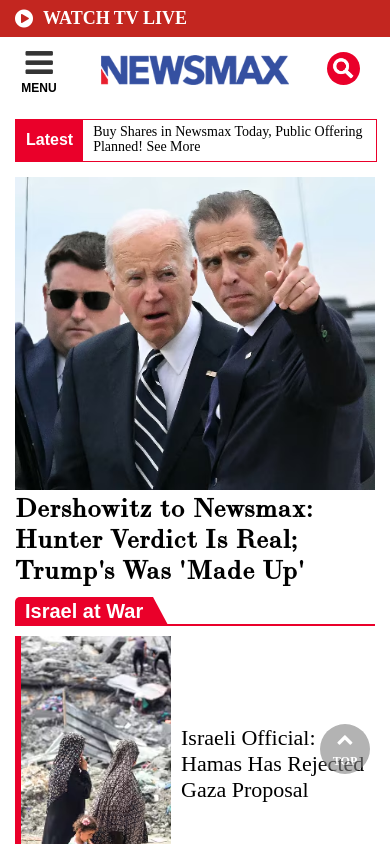 WATCH TV LIVE
MENU
NEWSMAX
Latest
Buy Shares in Newsmax Today, Public Offering
Planned! See More
Dershowitz to Newsmax:
Hunter Verdict Is Real;
Trump's Was 'Made Up'
Israel at War
Israeli Official:
Hamas Has Rejected
Gaza Proposal
TOP